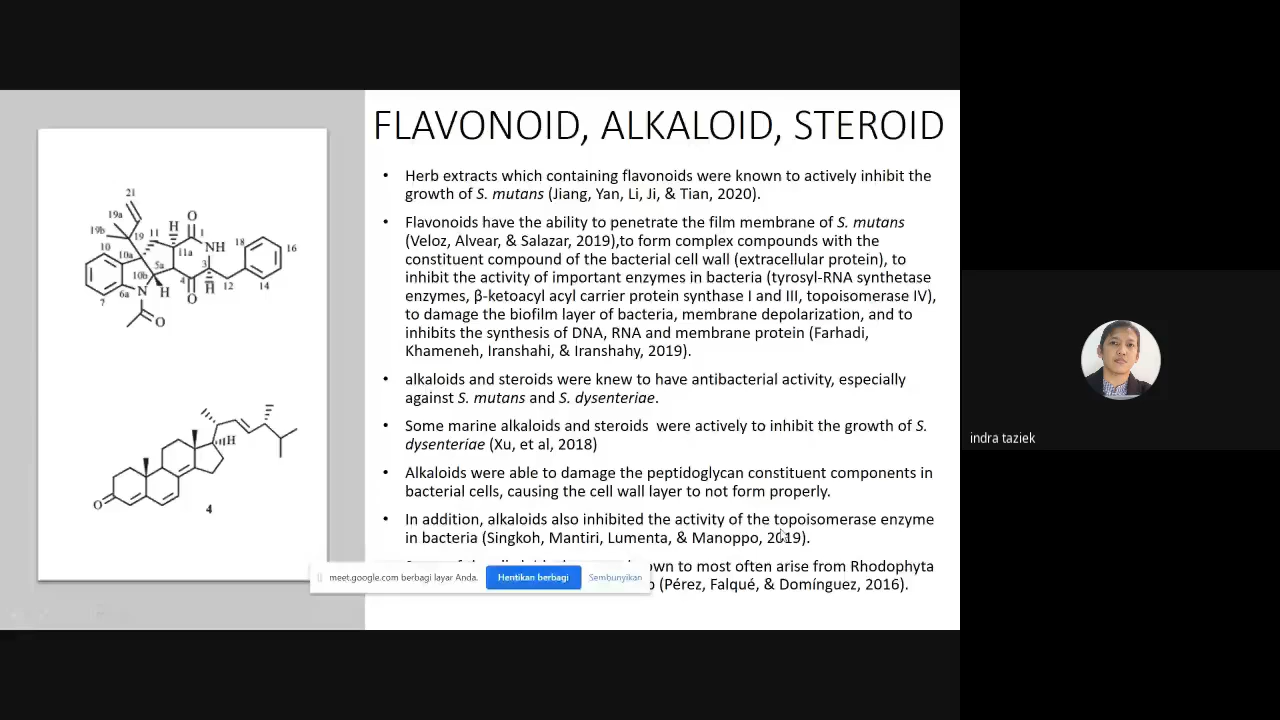 FLAVONOID, ALKALOID, STEROID
• Herb extracts which containing flavonoids were known to actively inhibit the
growth of S. mutans (Jiang, Yan, Li, Ji, & Tian, 2020).
• Flavonoids have the ability to penetrate the film membrane of S. mutans
(Veloz, Alvear, & Salazar, 2019),to form complex compounds with the
constituent compound of the bacterial cell wall (extracellular protein), to
inhibit the activity of important enzymes in bacteria (tyrosyl-RNA synthetase
enzymes, β-ketoacyl acyl carrier protein synthase I and III, topoisomerase IV),
to damage the biofilm layer of bacteria, membrane depolarization, and to
inhibits the synthesis of DNA, RNA and membrane protein (Farhadi,
Khameneh, Iranshahi, & Iranshahy, 2019).
• alkaloids and steroids were knew to have antibacterial activity, especially
against S. mutans and S. dysenteriae.
• Some marine alkaloids and steroids were actively to inhibit the growth of S.
dysenteriae (Xu, et al, 2018)
• Alkaloids were able to damage the peptidoglycan constituent components in
bacterial cells, causing the cell wall layer to not form properly.
• In addition, alkaloids also inhibited the activity of the topoisomerase enzyme
in bacteria (Singkoh, Mantiri, Lumenta, & Manoppo, 2019).
to most often arise from Rhodophyta
(Pérez, Falqué, & Domínguez, 2016).
21
19a
19b
19
11
H
O
1
NH
10
10a
11a
18
16
5a
3
10b
4
H
12
14
6a
7
N
H
O
O
H
O
4
meet.google.com berbagi layar Anda.
Hentikan berbagi
Sembunyikan
indra taziek